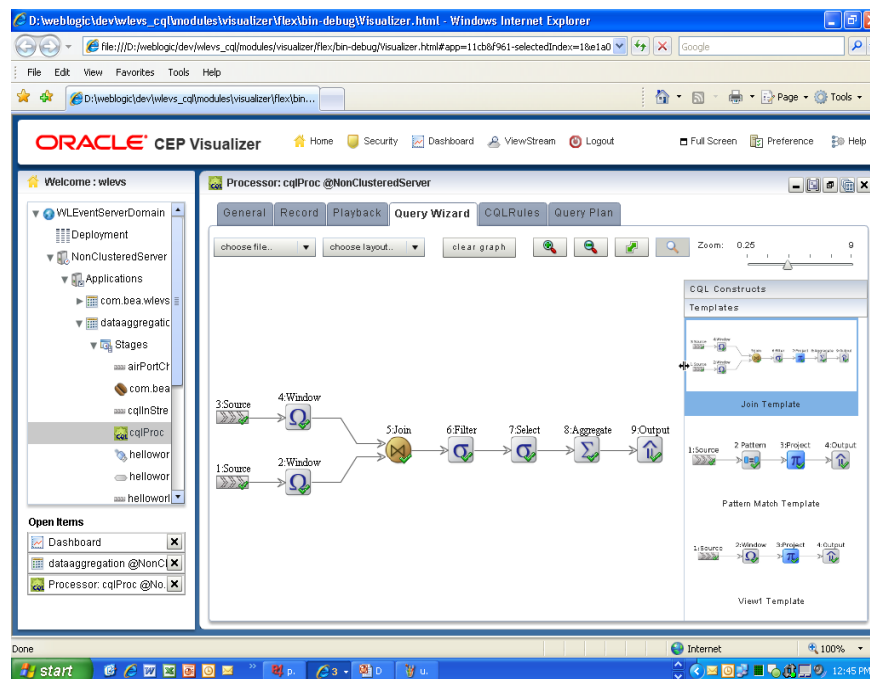 D:\weblogic\dev\wlevs_cql\modules\visualizer\flex\bin-debug\Visualizer.html - Windows Internet Explorer
file:///D:/weblogic/dev/wlevs_cql/modules/visualizer/flex/bin-debug/Visualizer.html#app=11cb8f961-selectedIndex=18e1a0
Google
File Edit View Favorites Tools Help
D:\weblogic\dev\wlevs_cql\modules\visualizer\flex\bin...
Page Tools
ORACLE CEP Visualizer
Home Security Dashboard ViewStream Logout
Full Screen Preference Help
Welcome : wlevs
WLEventServerDomain
Deployment
NonClusteredServer
Applications
com.bea.wlevs
dataaggregatic
Stages
airPortCh
com.bea
cqlInStre
cqlProc
hellowor
hellowor
helloworl
Open Items
Dashboard
dataaggregation @NonCl
Processor: cqlProc @No.
Processor: cqlProc @NonClusteredServer
General Record Playback Query Wizard CQLRules Query Plan
choose file.. choose layout.. clear graph
Zoom: 0.25 9
3:Source
4:Window
1:Source
2:Window
5:Join
6:Filter
7:Select
8:Aggregate
9:Output
CQL Constructs
Templates
Join Template
1:Source 2 Pattern 3:Project 4:Output
Pattern Match Template
1:Source 2:Window 3:Project 4:Output
View1 Template
Done
Internet
100%
start
p.
3
D
u.
12:45 PM